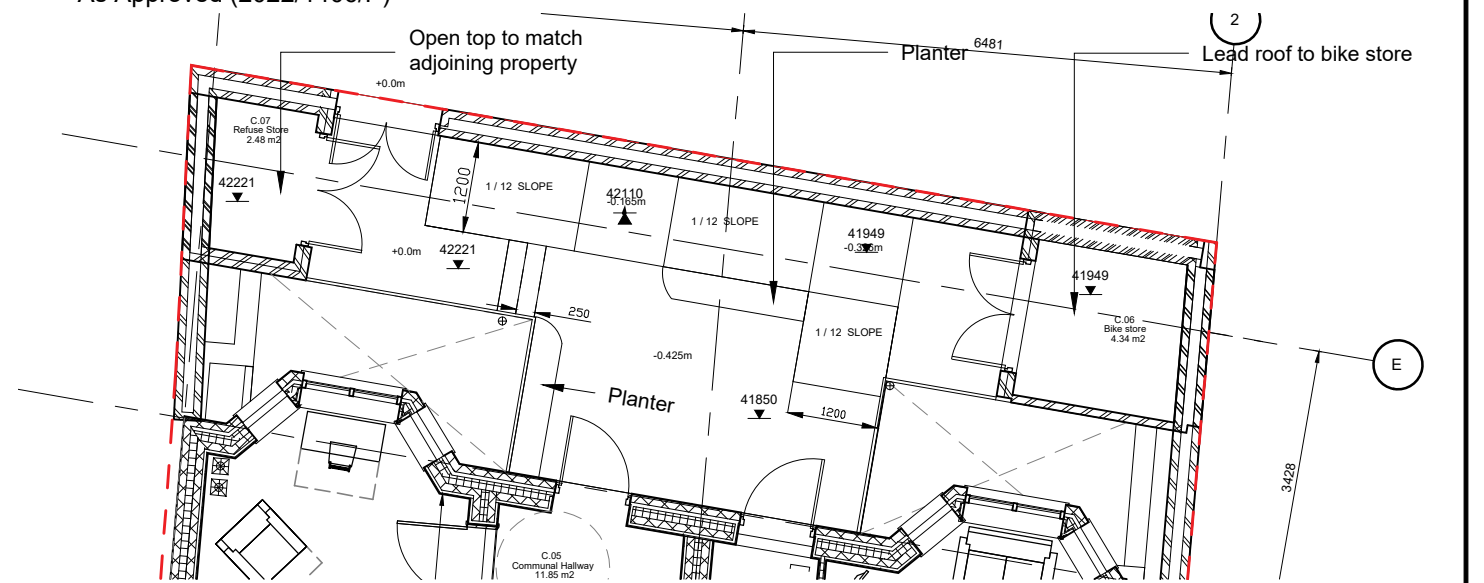 2
6481
Open top to match
adjoining property
Planter
Lead roof to bike store
+0.0m
C.07
Refuse Store
2.48 m2
42221
1200
1 / 12 SLOPE
42110
-0.165m
1 / 12 SLOPE
41949
+0.0m
42221
41949
250
C.06
Bike store
4.34 m2
1 / 12 SLOPE
-0.425m
E
Planter
41850
1200
3428
C.05
Communal Hallway
11.85 m2